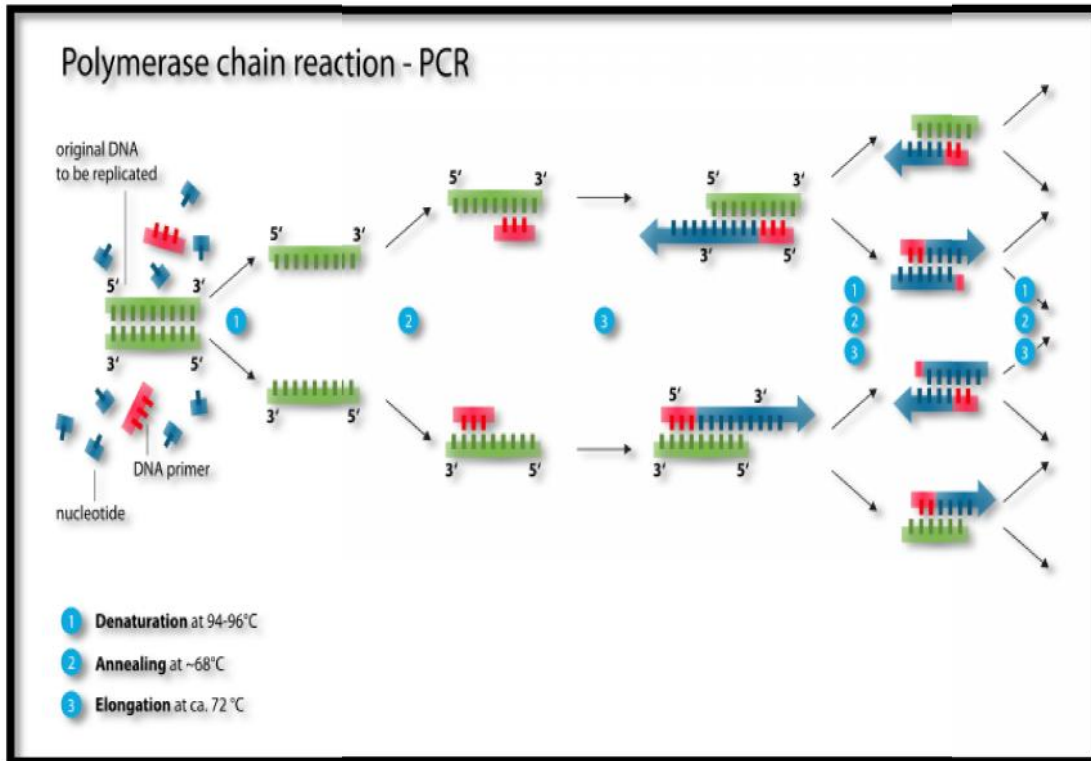 Polymerase chain reaction - PCR
original DNA
to be replicated
5' 3'
3' 5'
DNA primer
nucleotide
5' 3'
1
3' 5'
5' 3'
2
3' 5'
5' 3'
3' 5'
3
5' 3'
3' 5'
1
2
3
1
2
3
1 Denaturation at 94-96°C
2 Annealing at ~68°C
3 Elongation at ca. 72 °C